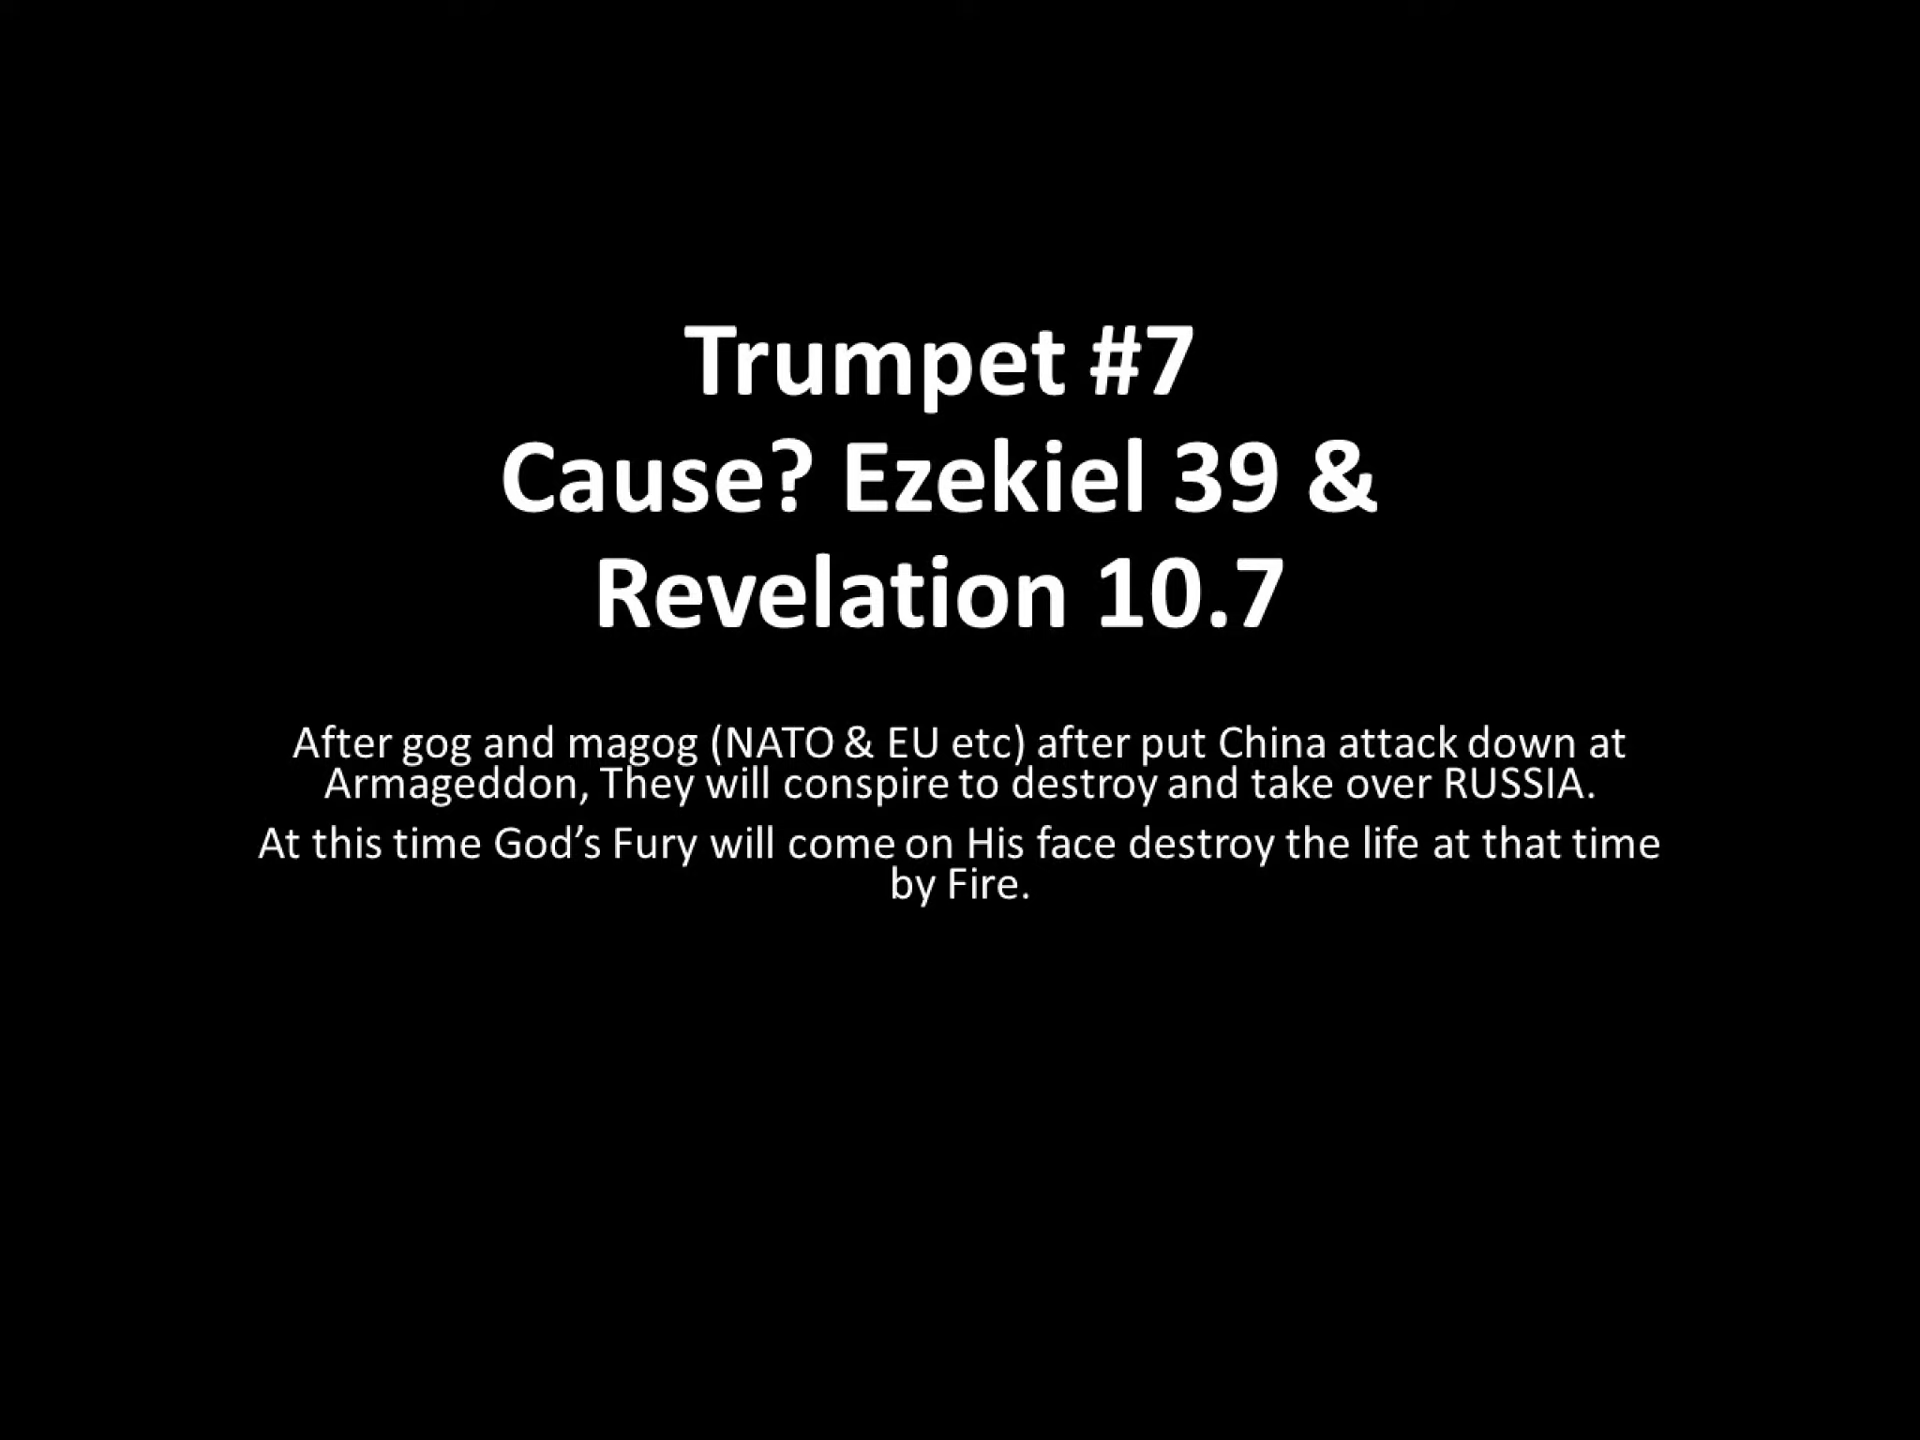 Trumpet #7
Cause? Ezekiel 39 &
Revelation 10.7
After gog and magog (NATO & EU etc) after put China attack down at
Armageddon, They will conspire to destroy and take over RUSSIA.
At this time God’s Fury will come on His face destroy the life at that time
by Fire.